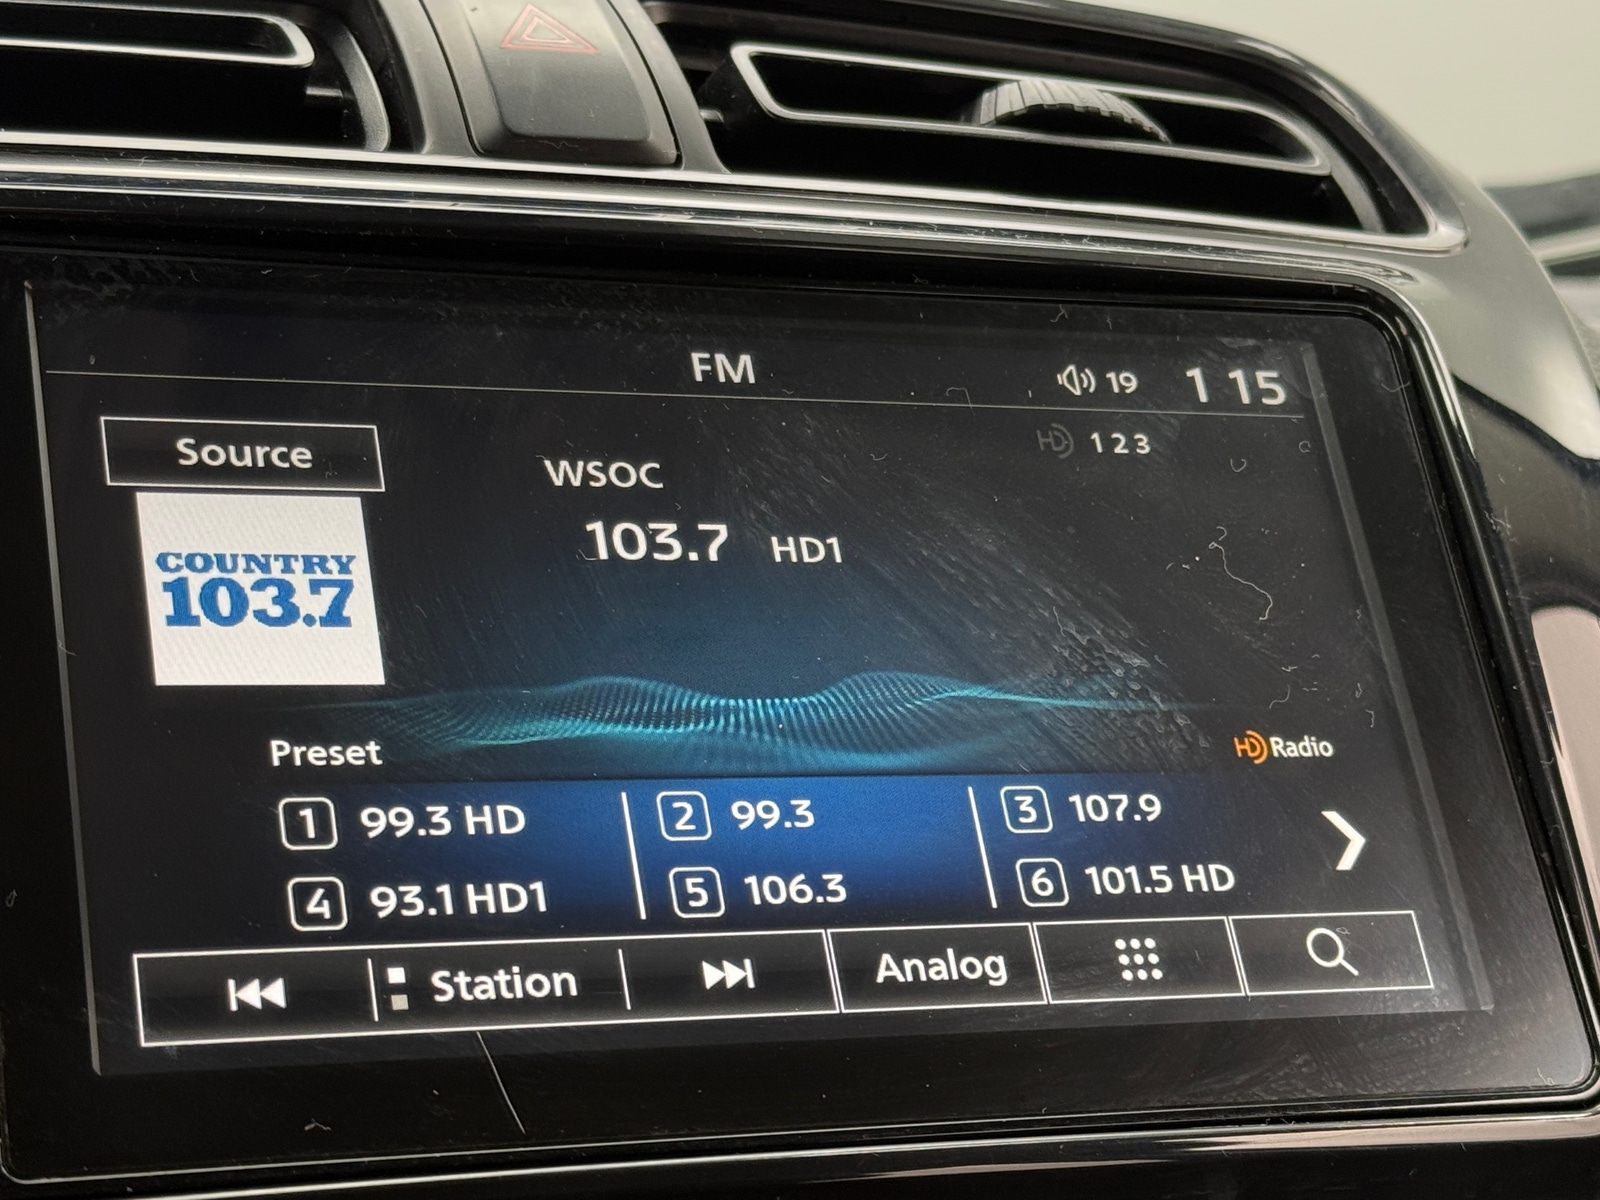 FM
19
1 15
Source
HD 1 2 3
WSOC
103.7 HD1
COUNTRY
103.7
Preset
HD Radio
1 99.3 HD
2 99.3
3 107.9
4 93.1 HD1
5 106.3
6 101.5 HD
Station
Analog